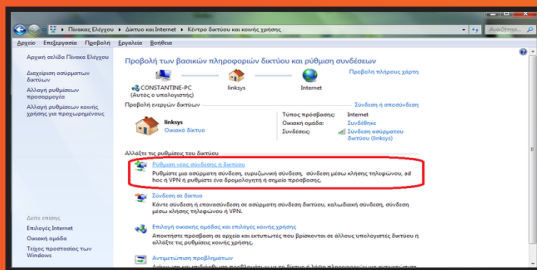 Πίνακας Ελέγχου ▸ Δίκτυο και Internet ▸ Κέντρο δικτύου και κοινής χρήσης
Αρχείο Επεξεργασία Προβολή Εργαλεία Βοήθεια
Αρχική σελίδα Πίνακα Ελέγχου
Διαχείριση ασύρματων
δικτύων
Αλλαγή ρυθμίσεων
προσαρμογέα
Αλλαγή ρυθμίσεων κοινής
χρήσης για προχωρημένους
Προβολή των βασικών πληροφοριών δικτύου και ρύθμιση
συνδέσεων
Προβολή πλήρους χάρτη
CONSTANTINE-PC
(Αυτός ο υπολογιστής)
linksys
Internet
Προβολή ενεργών δικτύων
Σύνδεση ή αποσύνδεση
linksys
Οικιακό δίκτυο
Τύπος πρόσβασης: Internet
Οικιακή ομάδα: Συνδέθηκε
Συνδέσεις: Σύνδεση ασύρματου
δικτύου (linksys)
Αλλάξτε τις ρυθμίσεις του δικτύου
Ρύθμιση νέας σύνδεσης ή δικτύου
Ρυθμίστε μια ασύρματη σύνδεση, ευρυζωνική σύνδεση, σύνδεση μέσω κλήσης τηλεφώνου, ad
hoc ή VPN ή ρυθμίστε ένα δρομολογητή ή σημείο πρόσβασης.
Σύνδεση σε δίκτυο
Κάντε σύνδεση ή επανασύνδεση σε ασύρματη σύνδεση δικτύου, καλωδιακή σύνδεση, σύνδεση
μέσω κλήσης τηλεφώνου ή VPN.
Επιλογή οικιακής ομάδας και επιλογές κοινής χρήσης
Αποκτήστε πρόσβαση σε αρχεία και εκτυπωτές που βρίσκονται σε άλλους υπολογιστές δικτύου ή
αλλάξτε τις ρυθμίσεις κοινής χρήσης.
Αντιμετώπιση προβλημάτων
Δείτε επίσης
Επιλογές Internet
Οικιακή ομάδα
Τείχος προστασίας των
Windows